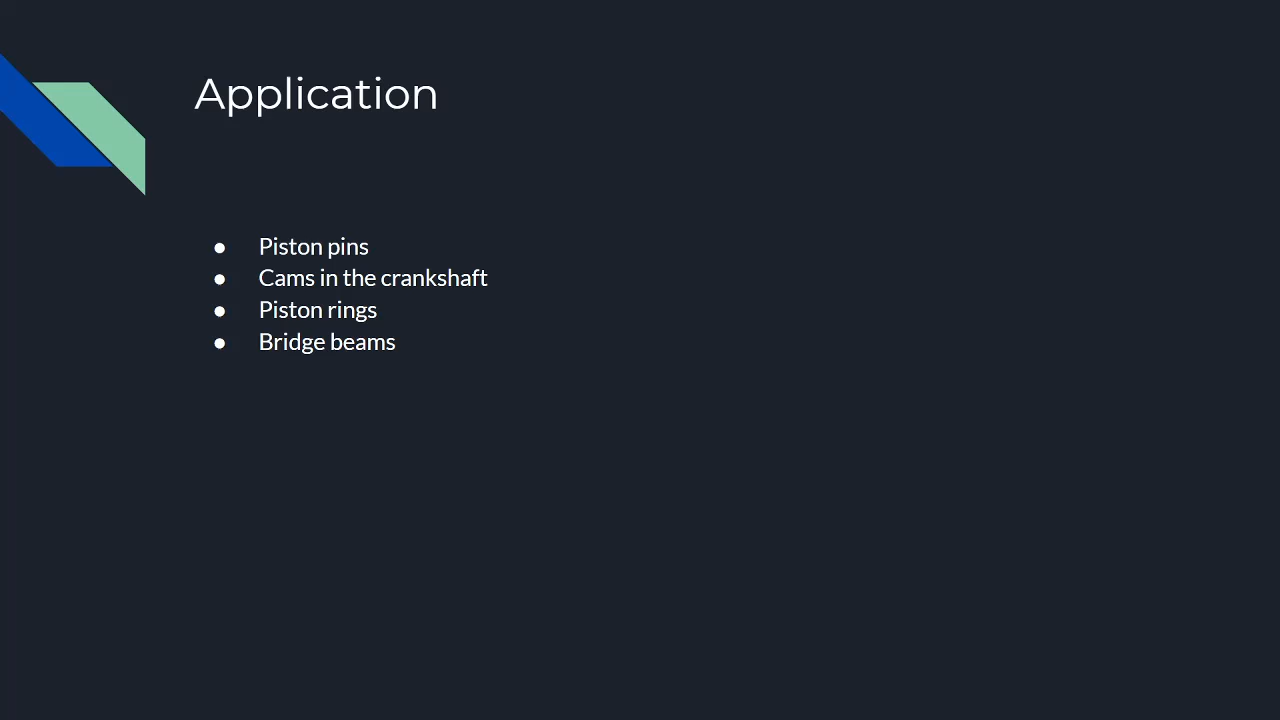 Application
● Piston pins
● Cams in the crankshaft
● Piston rings
● Bridge beams